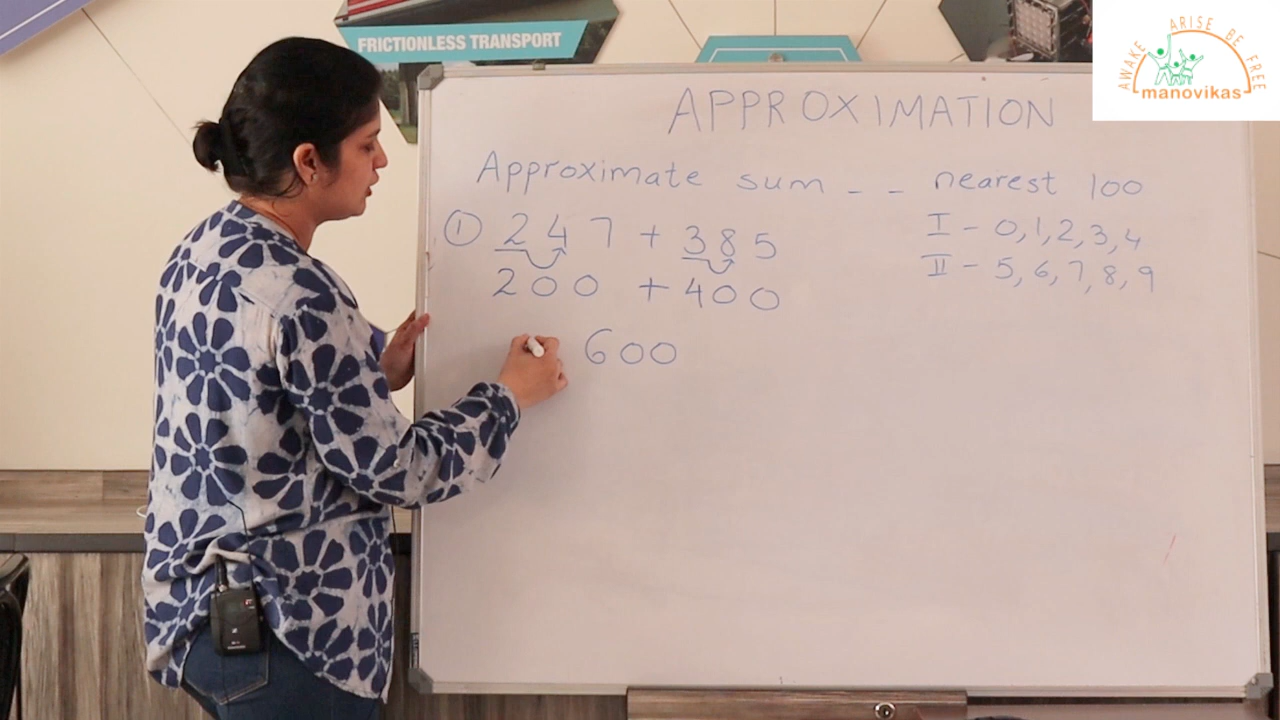 FRICTIONLESS TRANSPORT
AWAKE ARISE BE FREE
manovikas
APPROXIMATION
Approximate sum - - nearest 100
① 247 + 385
200 + 400
600
I - 0, 1, 2, 3, 4
II - 5, 6, 7, 8, 9